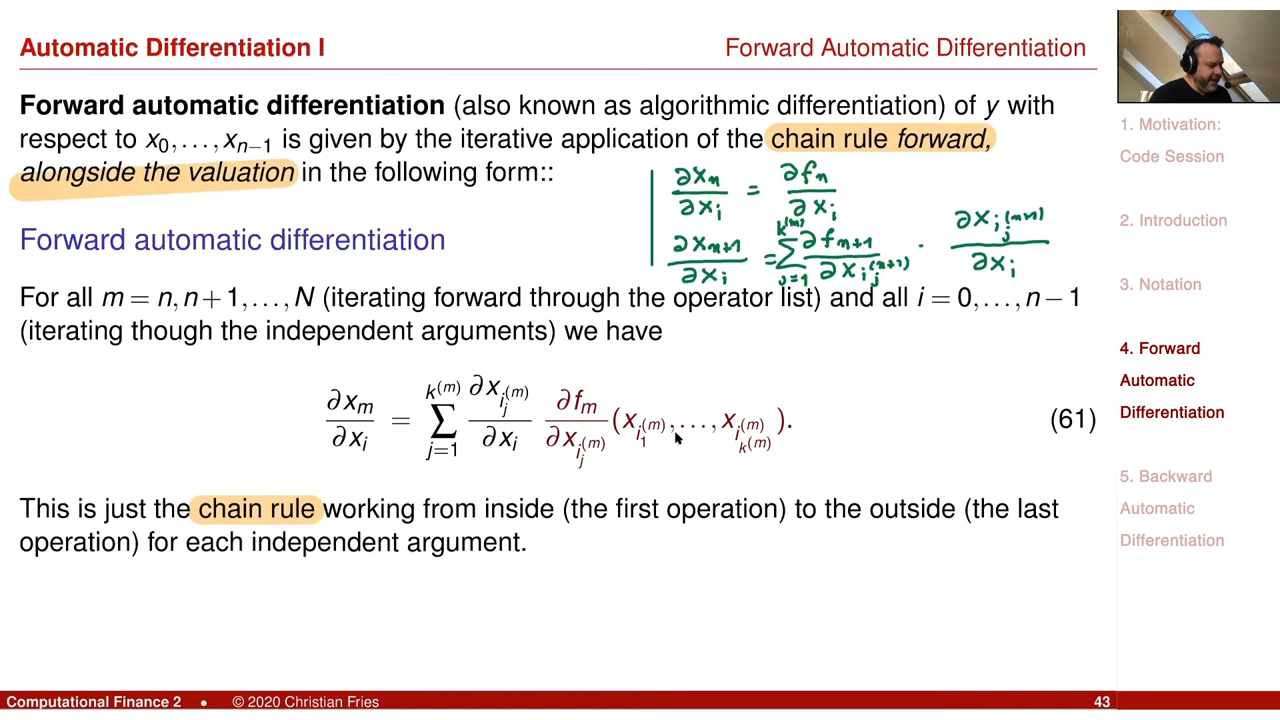 Automatic Differentiation I
Forward Automatic Differentiation
Forward automatic differentiation (also known as algorithmic differentiation) of y with
respect to x₀,...,xₙ₋₁ is given by the iterative application of the chain rule forward,
alongside the valuation in the following form::
∂xₙ/∂xᵢ = ∂fₙ/∂xᵢ
∂xₙ₊₁/∂xᵢ = Σ_{j=1}^{k^{(n)}} ∂fₙ₊₁/∂x_{i_j^{(n+1)}} · ∂x_{i_j^{(n+1)}}/∂xᵢ
Forward automatic differentiation
For all m = n, n+1,..., N (iterating forward through the operator list) and all i = 0,..., n−1
(iterating though the independent arguments) we have
∂x_m/∂x_i = Σ_{j=1}^{k^{(m)}} ∂x_{i_j^{(m)}}/∂x_i ∂f_m/∂x_{i_j^{(m)}} (x_{i_1^{(m)}},...,x_{i_{k^{(m)}}^{(m)}}). (61)
This is just the chain rule working from inside (the first operation) to the outside (the last
operation) for each independent argument.
1. Motivation:
Code Session
2. Introduction
3. Notation
4. Forward
Automatic
Differentiation
5. Backward
Automatic
Differentiation
Computational Finance 2 • © 2020 Christian Fries 43